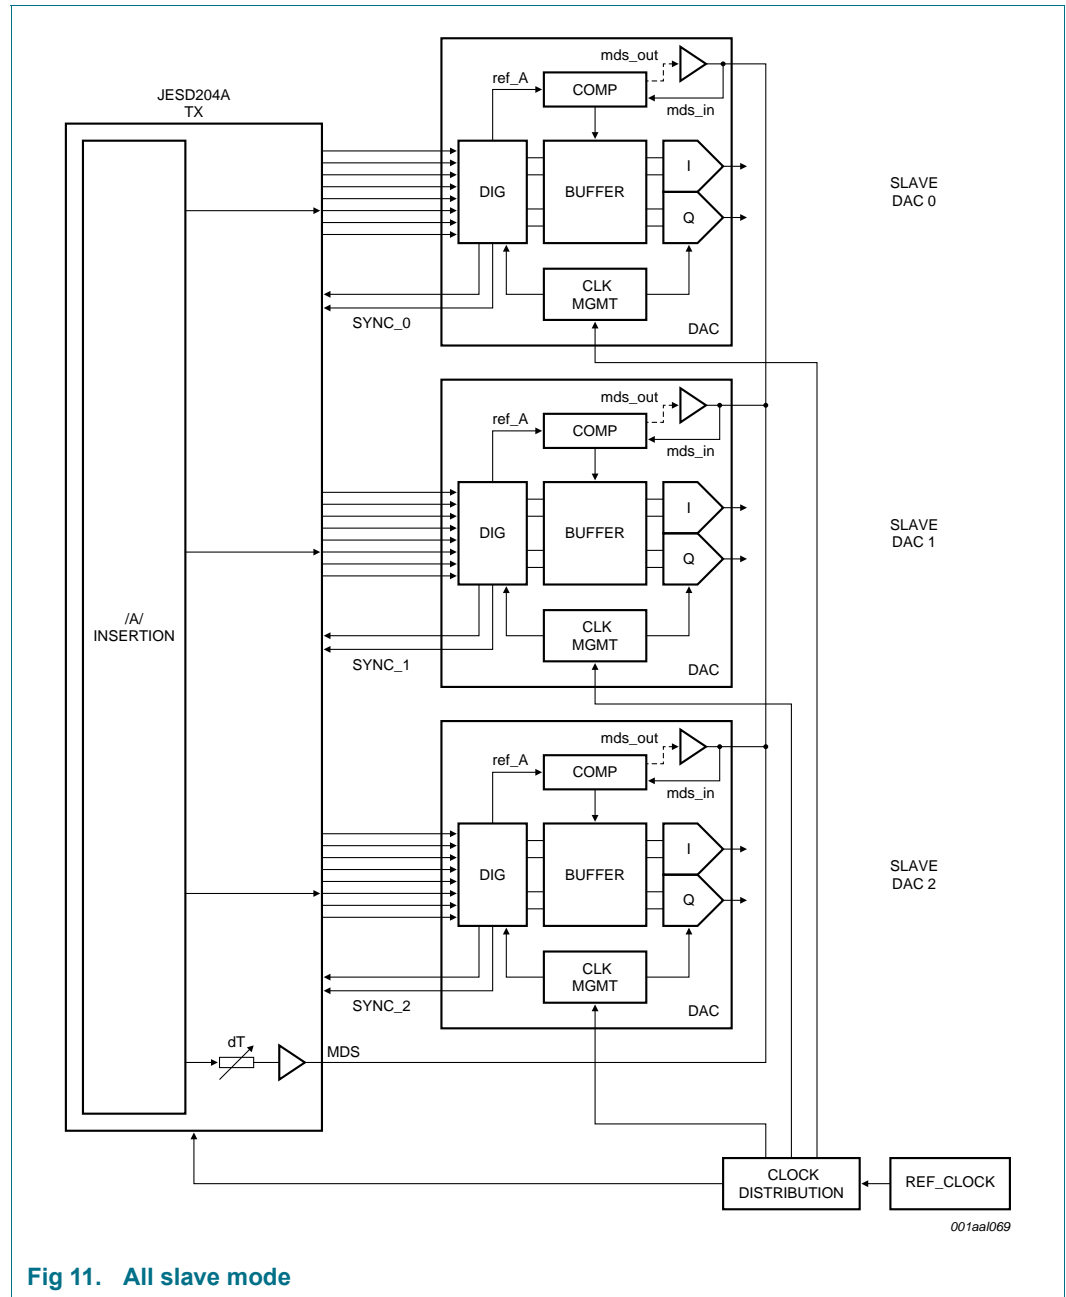 JESD204A
TX
/A/
INSERTION
mds_out
ref_A
COMP
mds_in
DIG
BUFFER
I
Q
SLAVE
DAC 0
CLK
MGMT
SYNC_0
DAC
mds_out
ref_A
COMP
mds_in
DIG
BUFFER
I
Q
SLAVE
DAC 1
CLK
MGMT
SYNC_1
DAC
mds_out
ref_A
COMP
mds_in
DIG
BUFFER
I
Q
SLAVE
DAC 2
CLK
MGMT
SYNC_2
DAC
dT
MDS
CLOCK
DISTRIBUTION
REF_CLOCK
001aal069
Fig 11. All slave mode